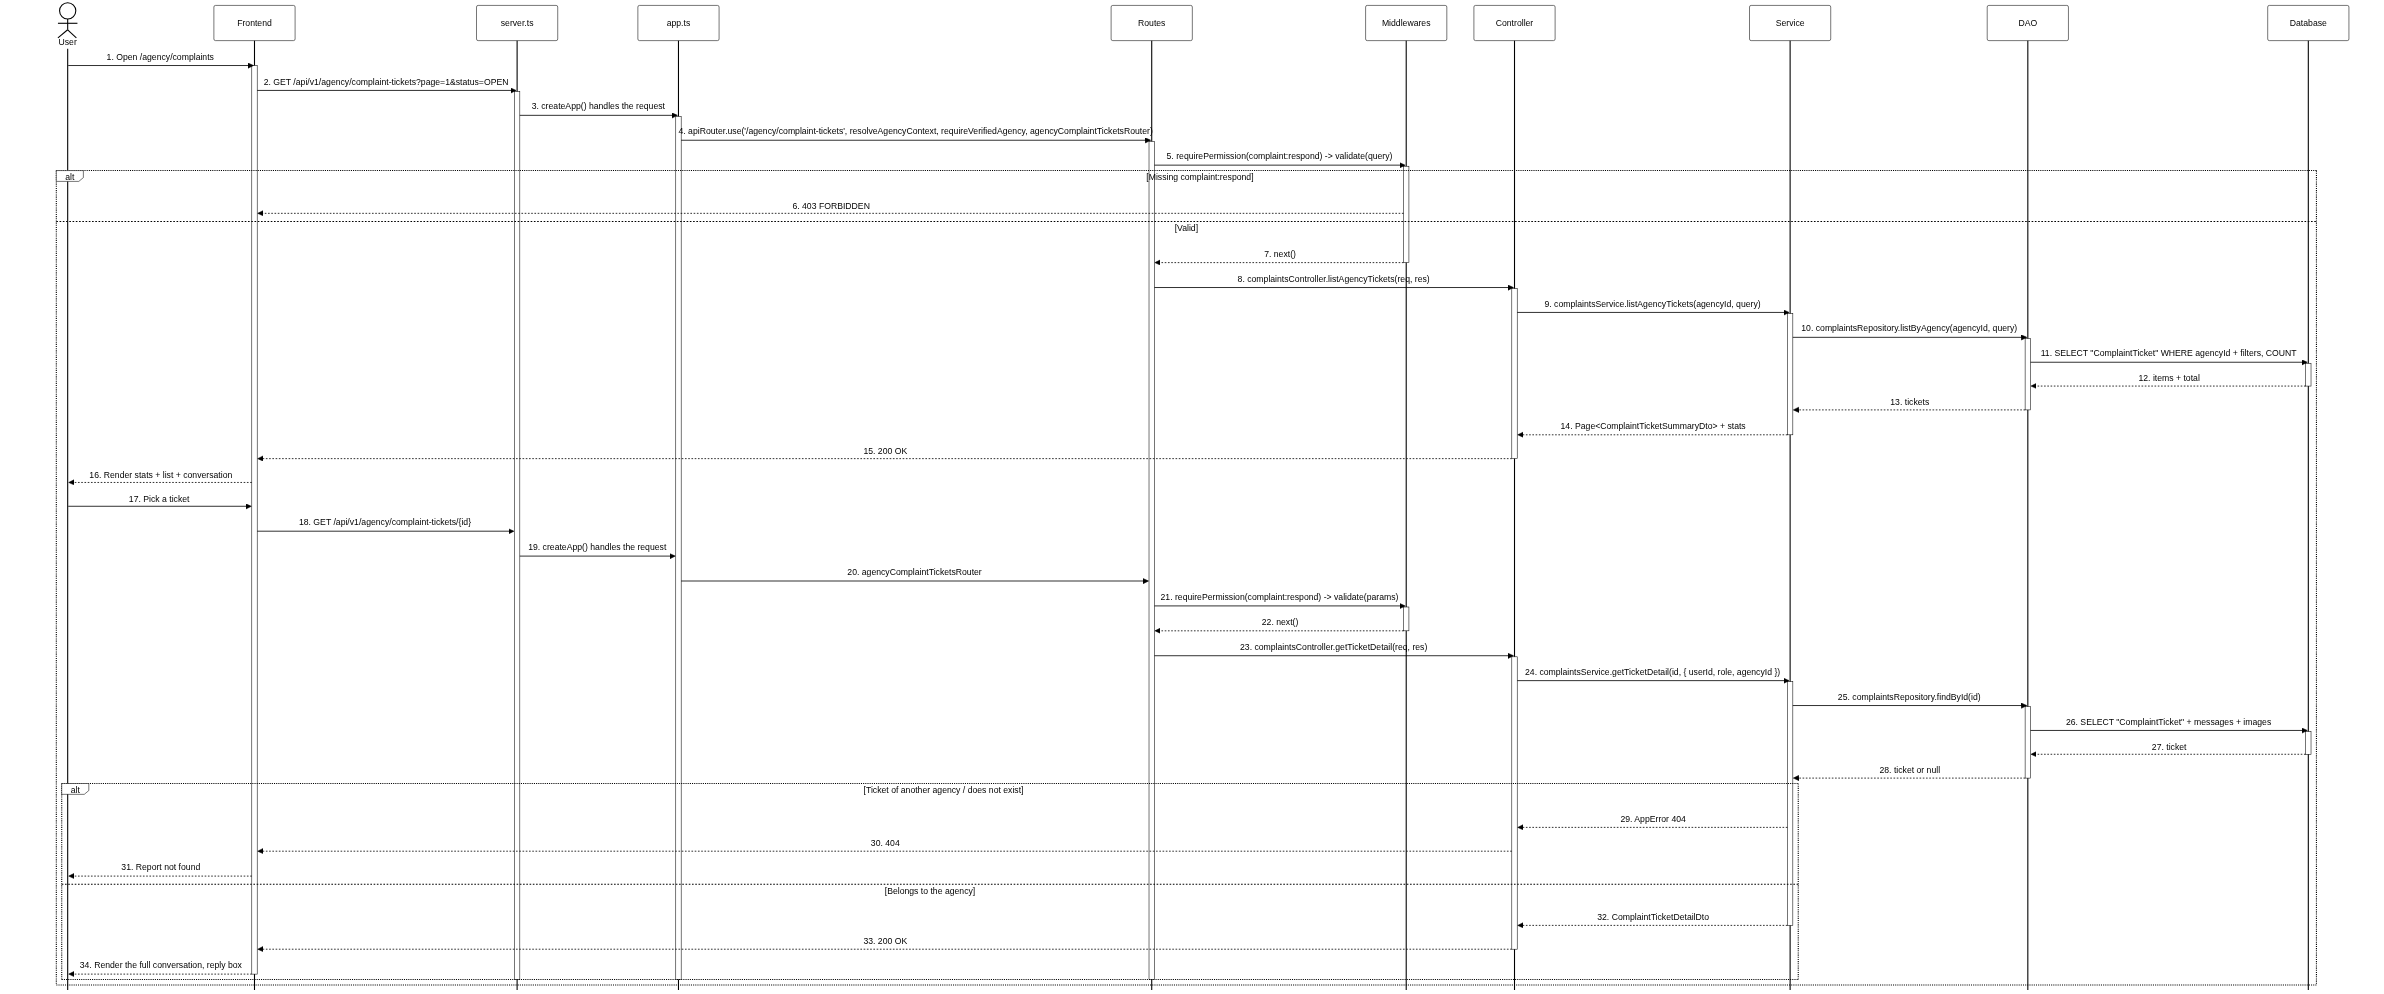 User
Frontend
server.ts
app.ts
Routes
Middlewares
Controller
Service
DAO
Database
1. Open /agency/complaints
2. GET /api/v1/agency/complaint-tickets?page=1&status=OPEN
3. createApp() handles the request
4. apiRouter.use('/agency/complaint-tickets', resolveAgencyContext, requireVerifiedAgency, agencyComplaintTicketsRouter)
5. requirePermission(complaint:respond) -> validate(query)
alt
[Missing complaint:respond]
6. 403 FORBIDDEN
[Valid]
7. next()
8. complaintsController.listAgencyTickets(req, res)
9. complaintsService.listAgencyTickets(agencyId, query)
10. complaintsRepository.listByAgency(agencyId, query)
11. SELECT "ComplaintTicket" WHERE agencyId + filters, COUNT
12. items + total
13. tickets
14. Page<ComplaintTicketSummaryDto> + stats
15. 200 OK
16. Render stats + list + conversation
17. Pick a ticket
18. GET /api/v1/agency/complaint-tickets/{id}
19. createApp() handles the request
20. agencyComplaintTicketsRouter
21. requirePermission(complaint:respond) -> validate(params)
22. next()
23. complaintsController.getTicketDetail(req, res)
24. complaintsService.getTicketDetail(id, { userId, role, agencyId })
25. complaintsRepository.findById(id)
26. SELECT "ComplaintTicket" + messages + images
27. ticket
28. ticket or null
alt
[Ticket of another agency / does not exist]
29. AppError 404
30. 404
31. Report not found
[Belongs to the agency]
32. ComplaintTicketDetailDto
33. 200 OK
34. Render the full conversation, reply box